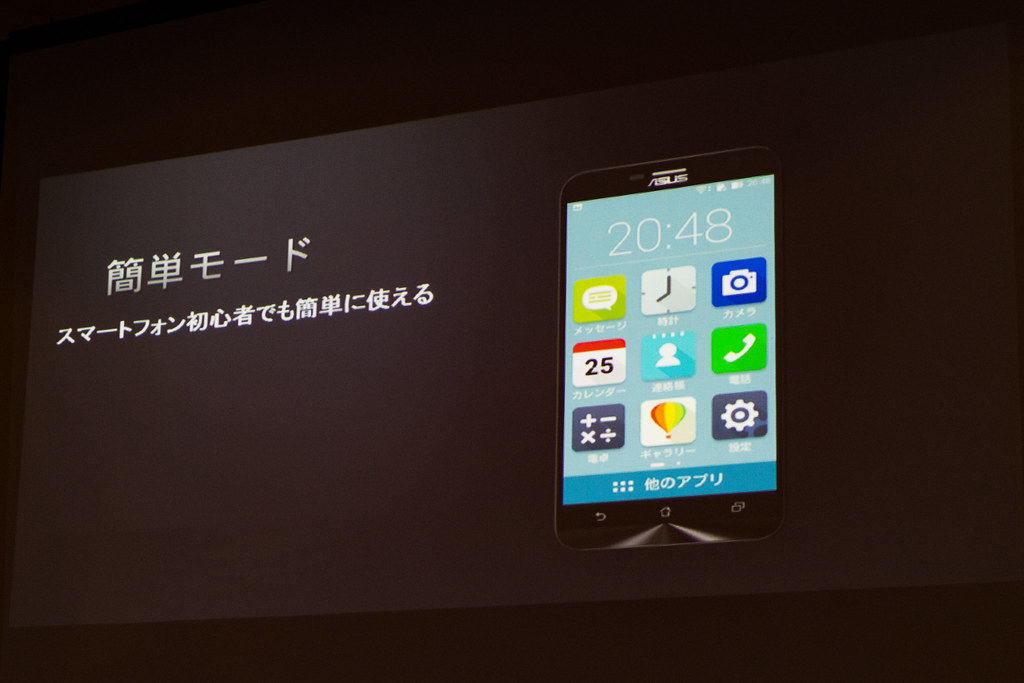 簡単モード
スマートフォン初心者でも簡単に使える
ASUS
20:48
20:48
メッセージ
時計
カメラ
25
カレンダー
連絡帳
電話
電卓
ギャラリー
設定
他のアプリ